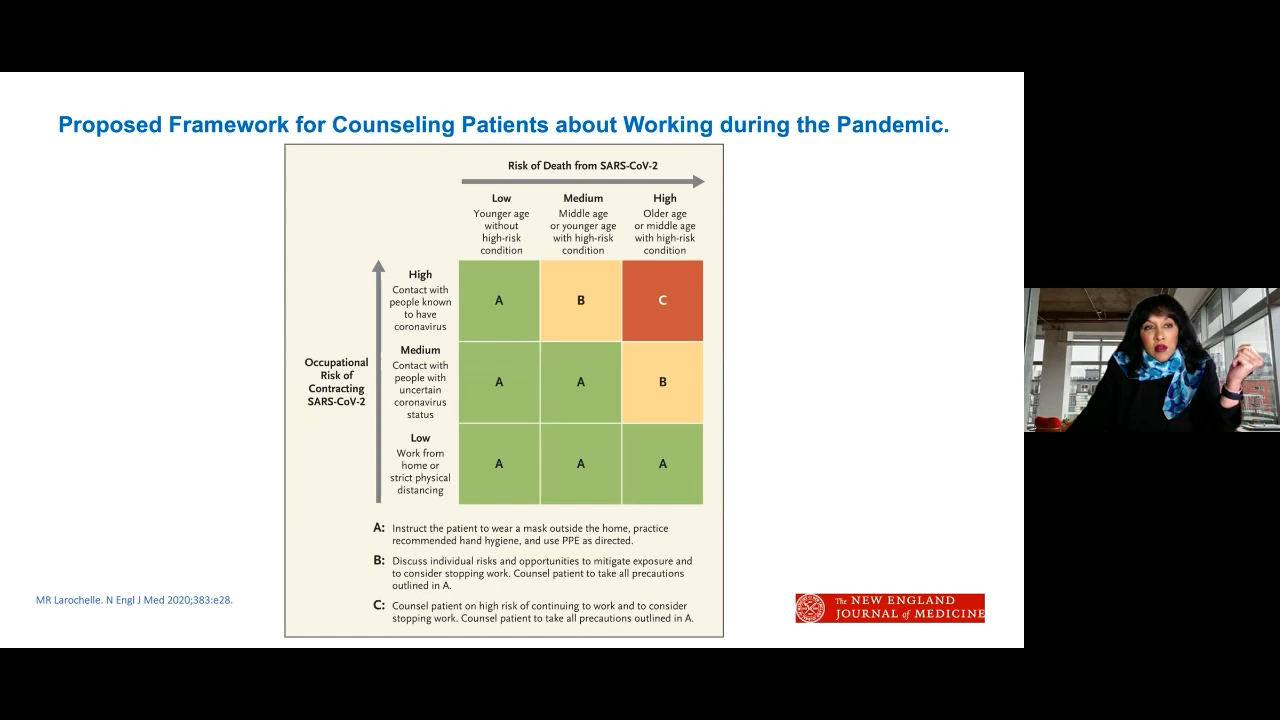 Proposed Framework for Counseling Patients about Working during the Pandemic.
Risk of Death from SARS-CoV-2
Low
Younger age
without
high-risk
condition
Medium
Middle age
or younger age
with high-risk
condition
High
Older age
or middle age
with high-risk
condition
Occupational
Risk of
Contracting
SARS-CoV-2
High
Contact with
people known
to have
coronavirus
A
B
C
Medium
Contact with
people with
uncertain
coronavirus
status
A
A
B
Low
Work from
home or
strict physical
distancing
A
A
A
A: Instruct the patient to wear a mask outside the home, practice
recommended hand hygiene, and use PPE as directed.
B: Discuss individual risks and opportunities to mitigate exposure and
to consider stopping work. Counsel patient to take all precautions
outlined in A.
C: Counsel patient on high risk of continuing to work and to consider
stopping work. Counsel patient to take all precautions outlined in A.
MR Larochelle. N Engl J Med 2020;383:e28.
The NEW ENGLAND
JOURNAL of MEDICINE